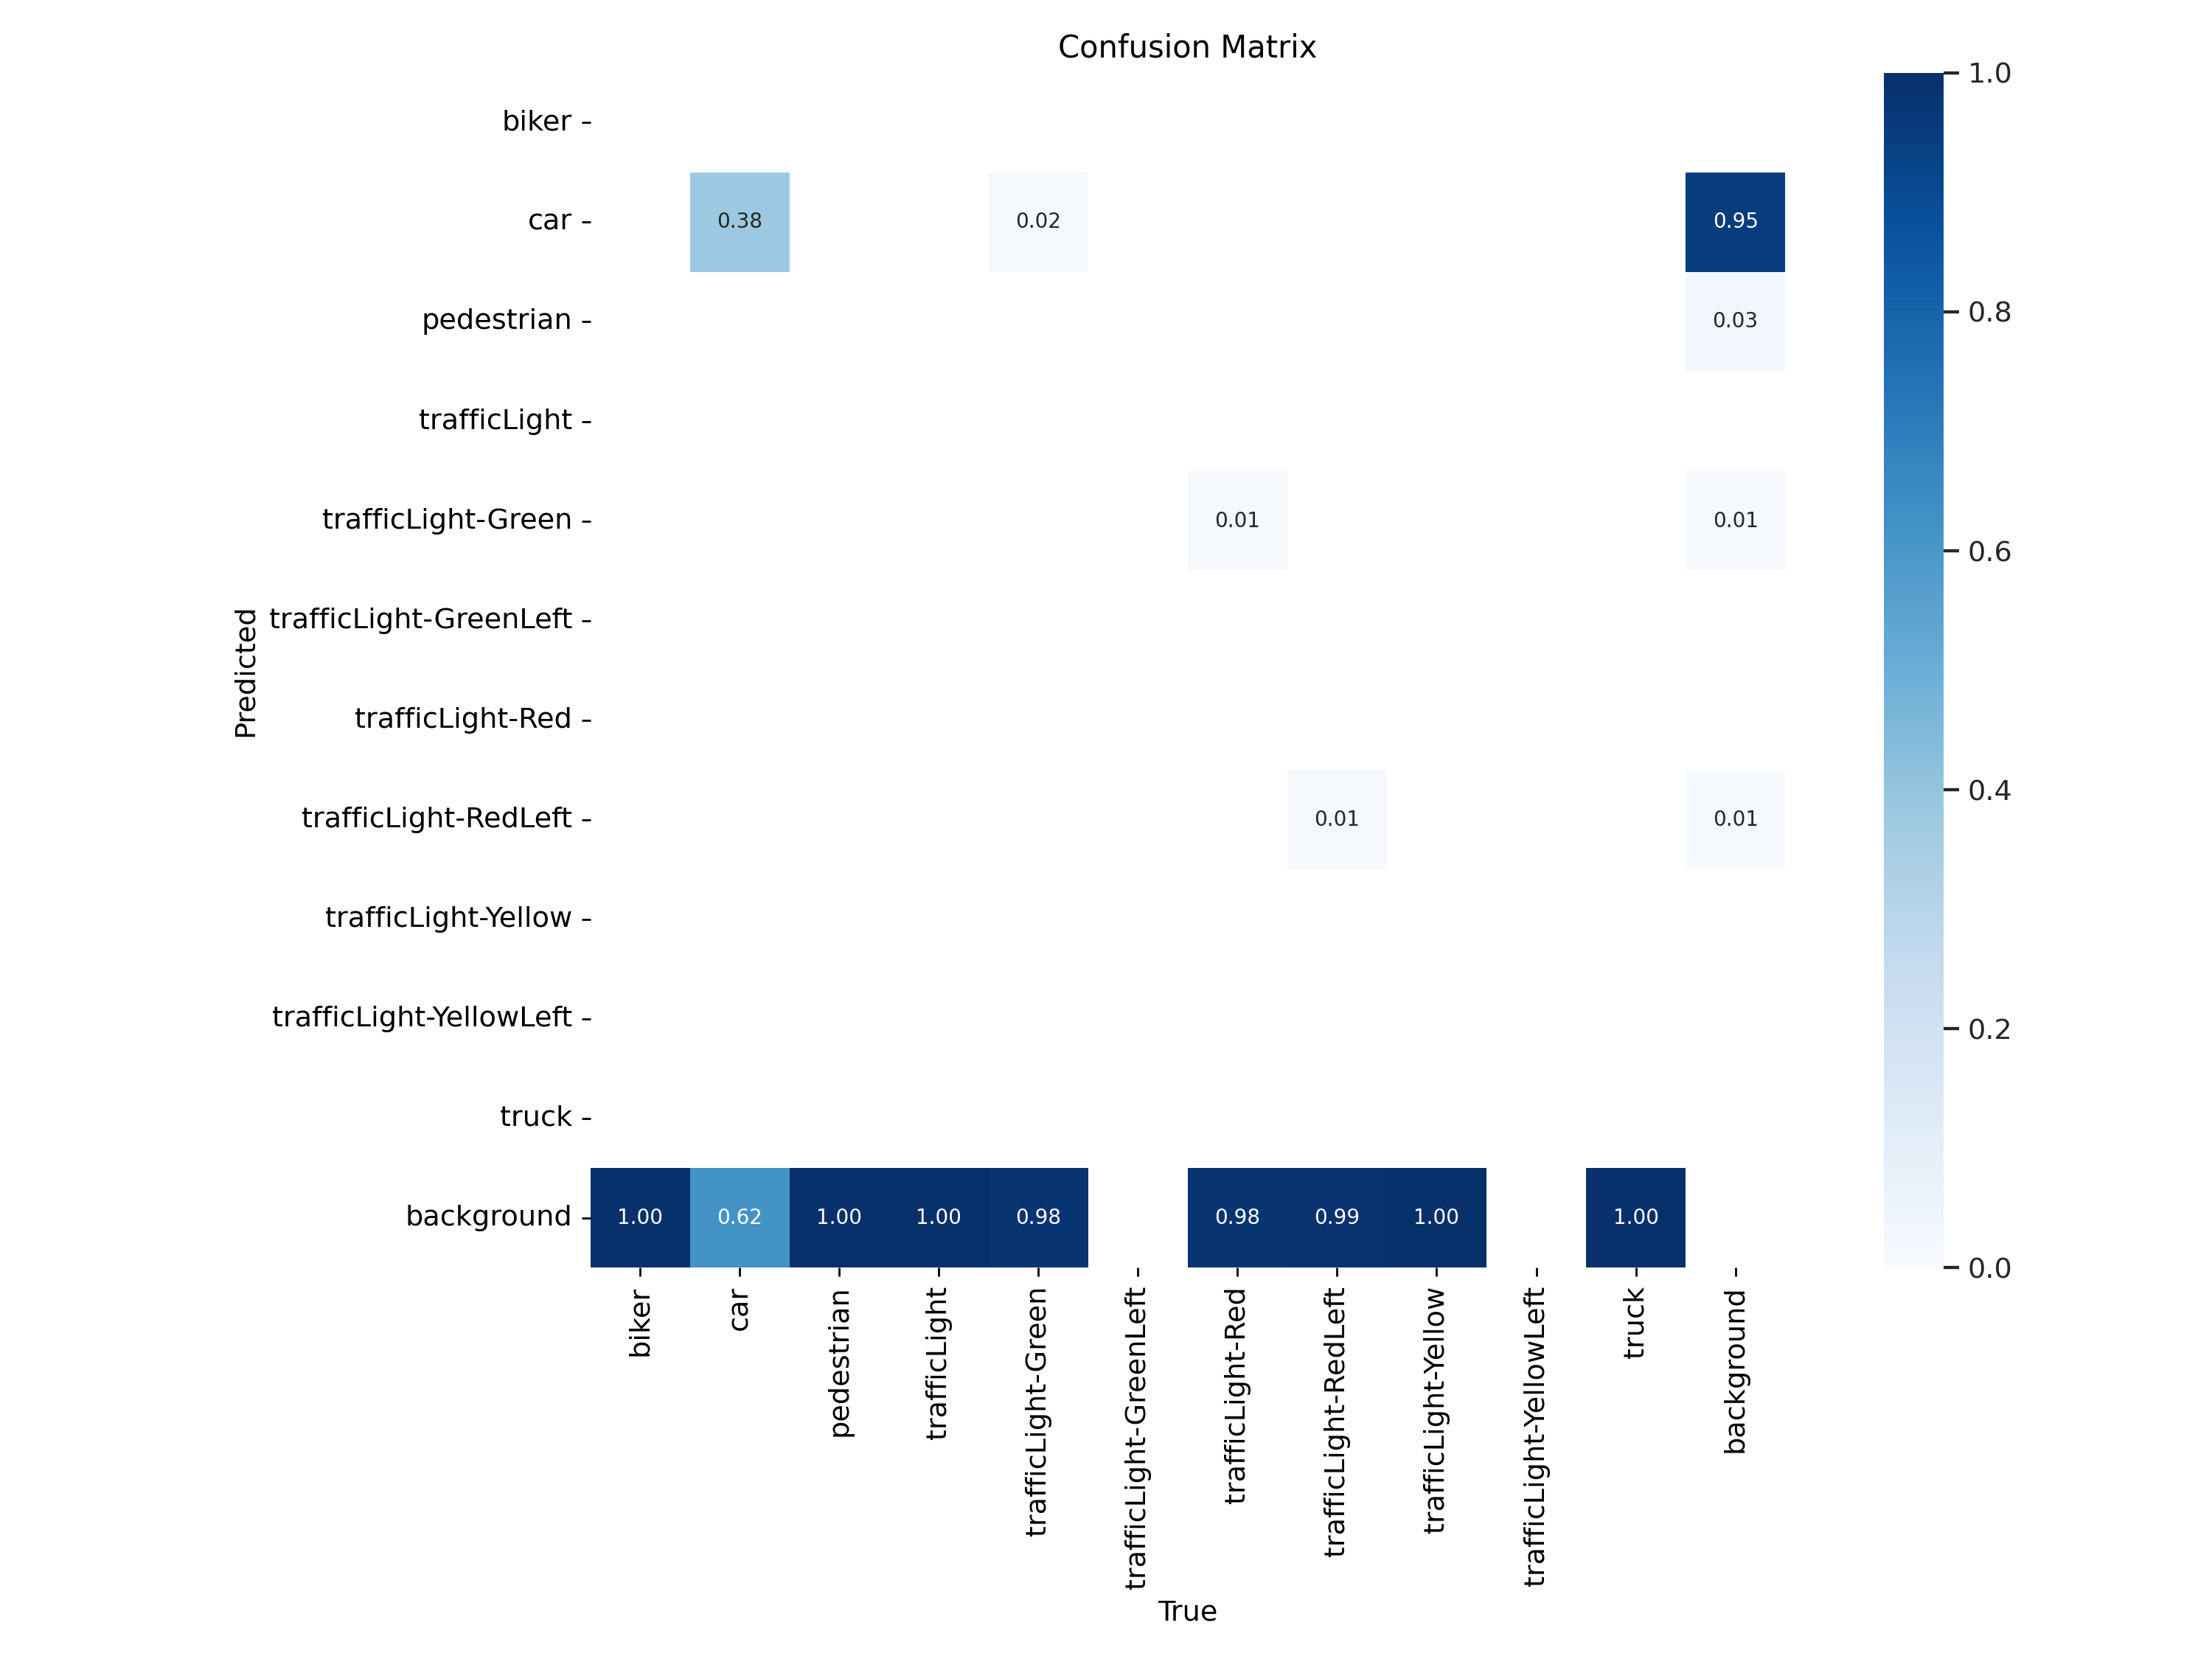 Confusion Matrix
biker
car
pedestrian
trafficLight
trafficLight-Green
trafficLight-GreenLeft
trafficLight-Red
trafficLight-RedLeft
trafficLight-Yellow
trafficLight-YellowLeft
truck
background
Predicted
0.38 0.02 0.95
0.03
0.01 0.01
0.01 0.01
1.00 0.62 1.00 1.00 0.98 0.98 0.99 1.00 1.00
biker
car
pedestrian
trafficLight
trafficLight-Green
trafficLight-GreenLeft
trafficLight-Red
trafficLight-RedLeft
trafficLight-Yellow
trafficLight-YellowLeft
truck
background
True
1.0
0.8
0.6
0.4
0.2
0.0